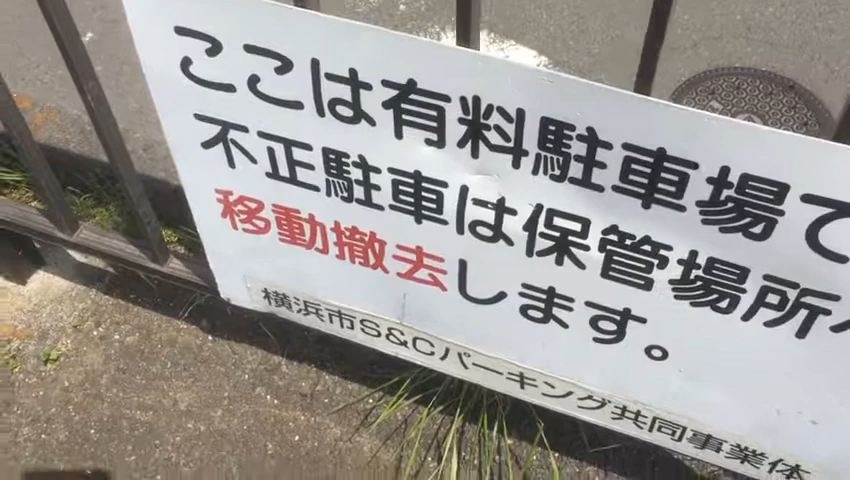 ここは有料駐車場で
不正駐車は保管場所へ
移動撤去します。
横浜市S&Cパーキング共同事業体